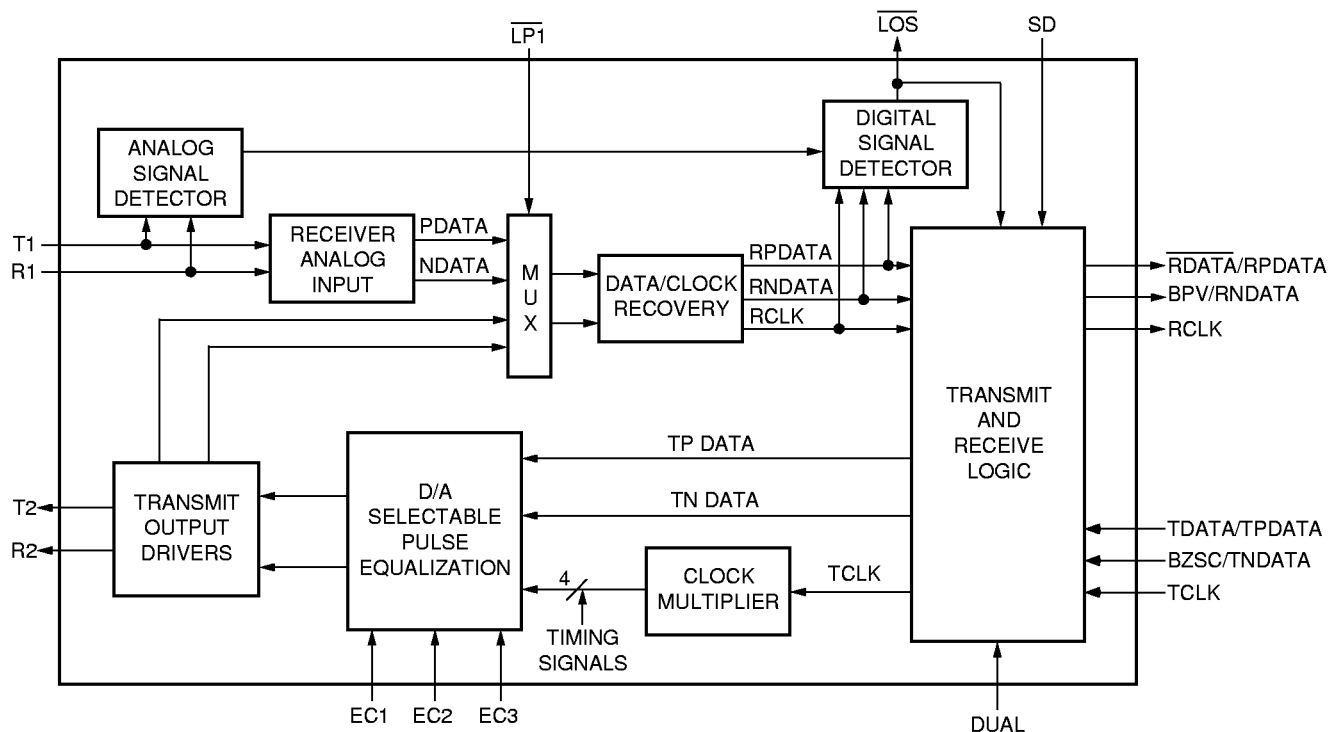 LP1
LOS
SD
ANALOG
SIGNAL
DETECTOR
DIGITAL
SIGNAL
DETECTOR
T1
R1
RECEIVER
ANALOG
INPUT
PDATA
NDATA
M
U
X
DATA/CLOCK
RECOVERY
RPDATA
RNDATA
RCLK
RDATA/RPDATA
BPV/RNDATA
RCLK
TRANSMIT
AND
RECEIVE
LOGIC
T2
R2
TRANSMIT
OUTPUT
DRIVERS
D/A
SELECTABLE
PULSE
EQUALIZATION
TP DATA
TN DATA
4
CLOCK
MULTIPLIER
TCLK
TDATA/TPDATA
BZSC/TNDATA
TCLK
TIMING
SIGNALS
EC1
EC2
EC3
DUAL